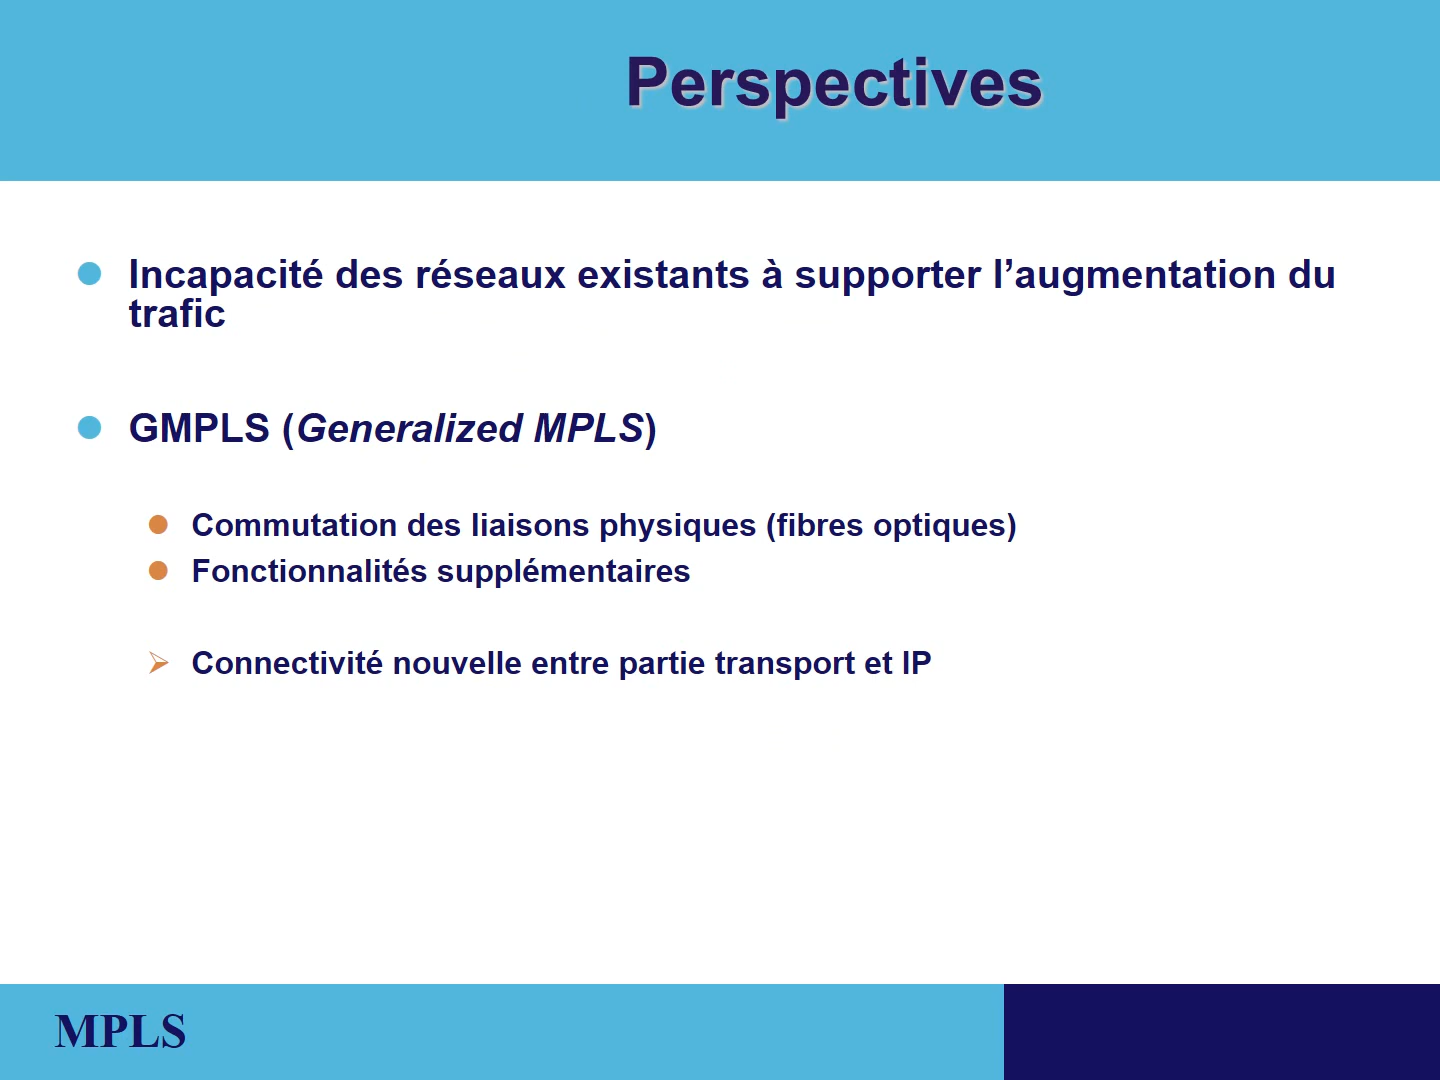 Perspectives
Incapacité des réseaux existants à supporter l’augmentation du
trafic
GMPLS (Generalized MPLS)
Commutation des liaisons physiques (fibres optiques)
Fonctionnalités supplémentaires
Connectivité nouvelle entre partie transport et IP
MPLS